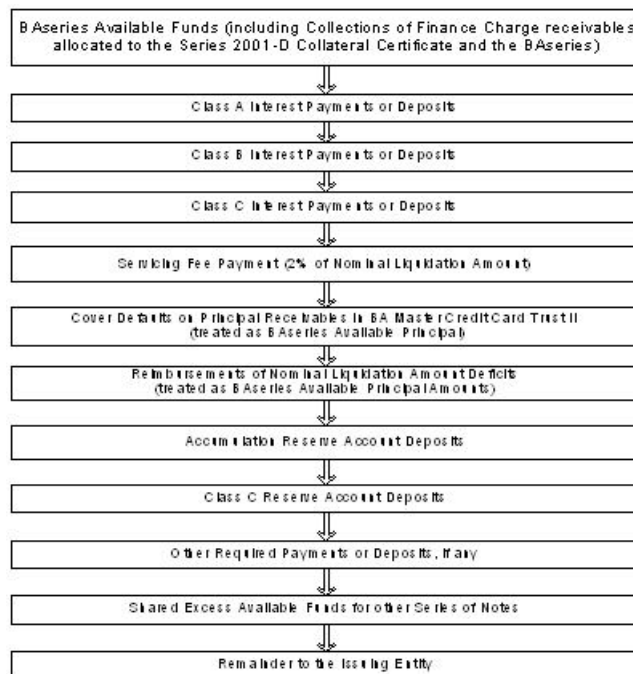 BAseries Available Funds (including Collections of Finance Charge receivables
allocated to the Series 2001-D Collateral Certificate and the BAseries)
Class A Interest Payments or Deposits
Class B Interest Payments or Deposits
Class C Interest Payments or Deposits
Servicing Fee Payment (2% of Nominal Liquidation Amount)
Cover Defaults on Principal Receivables in BA Master Credit Card Trust II
(treated as BAseries Available Principal)
Reimbursements of Nominal Liquidation Amount Deficits
(treated as BAseries Available Principal Amounts)
Accumulation Reserve Account Deposits
Class C Reserve Account Deposits
Other Required Payments or Deposits, if any
Shared Excess Available Funds for other Series of Notes
Remainder to the Issuing Entity